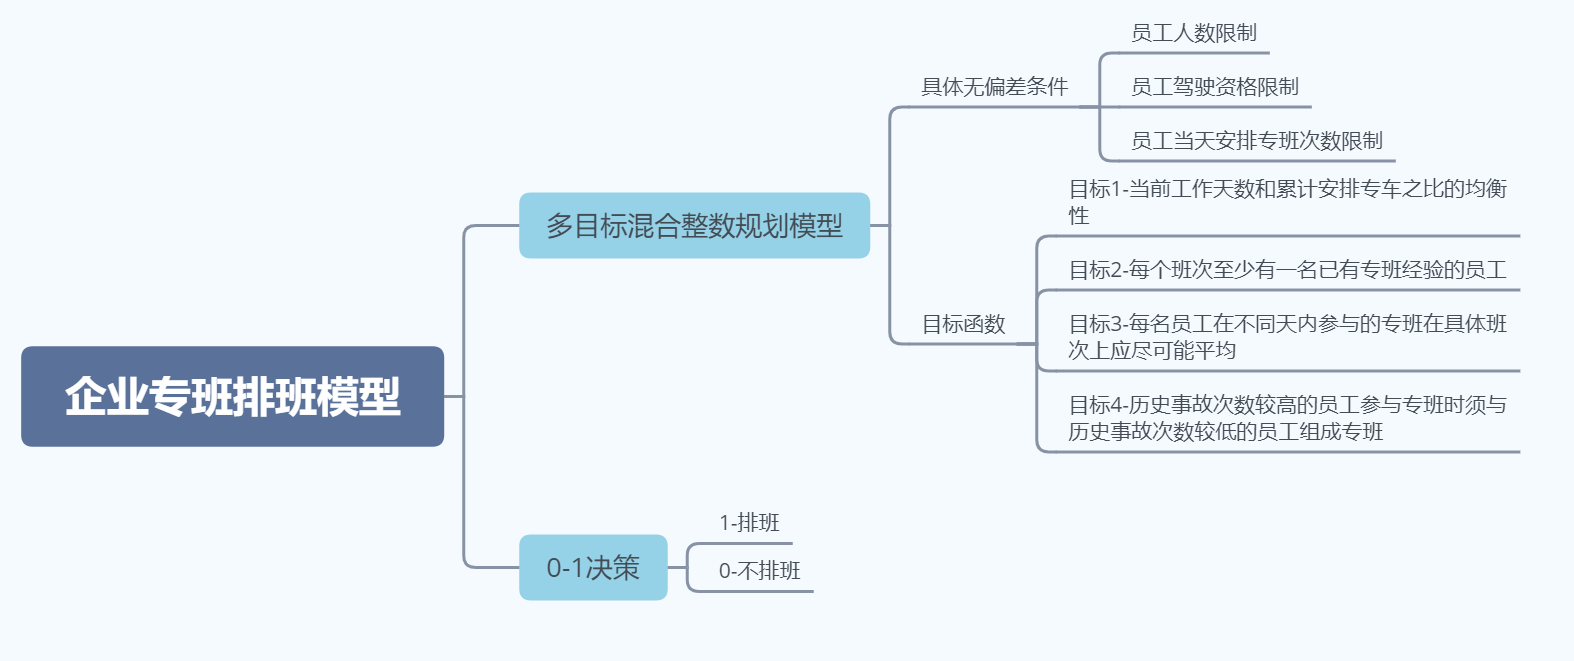 企业专班排班模型
多目标混合整数规划模型
具体无偏差条件
员工人数限制
员工驾驶资格限制
员工当天安排专班次数限制
目标函数
目标1-当前工作天数和累计安排专车之比的均衡
性
目标2-每个班次至少有一名已有专班经验的员工
目标3-每名员工在不同天内参与的专班在具体班
次上应尽可能平均
目标4-历史事故次数较高的员工参与专班时须与
历史事故次数较低的员工组成专班
0-1决策
1-排班
0-不排班